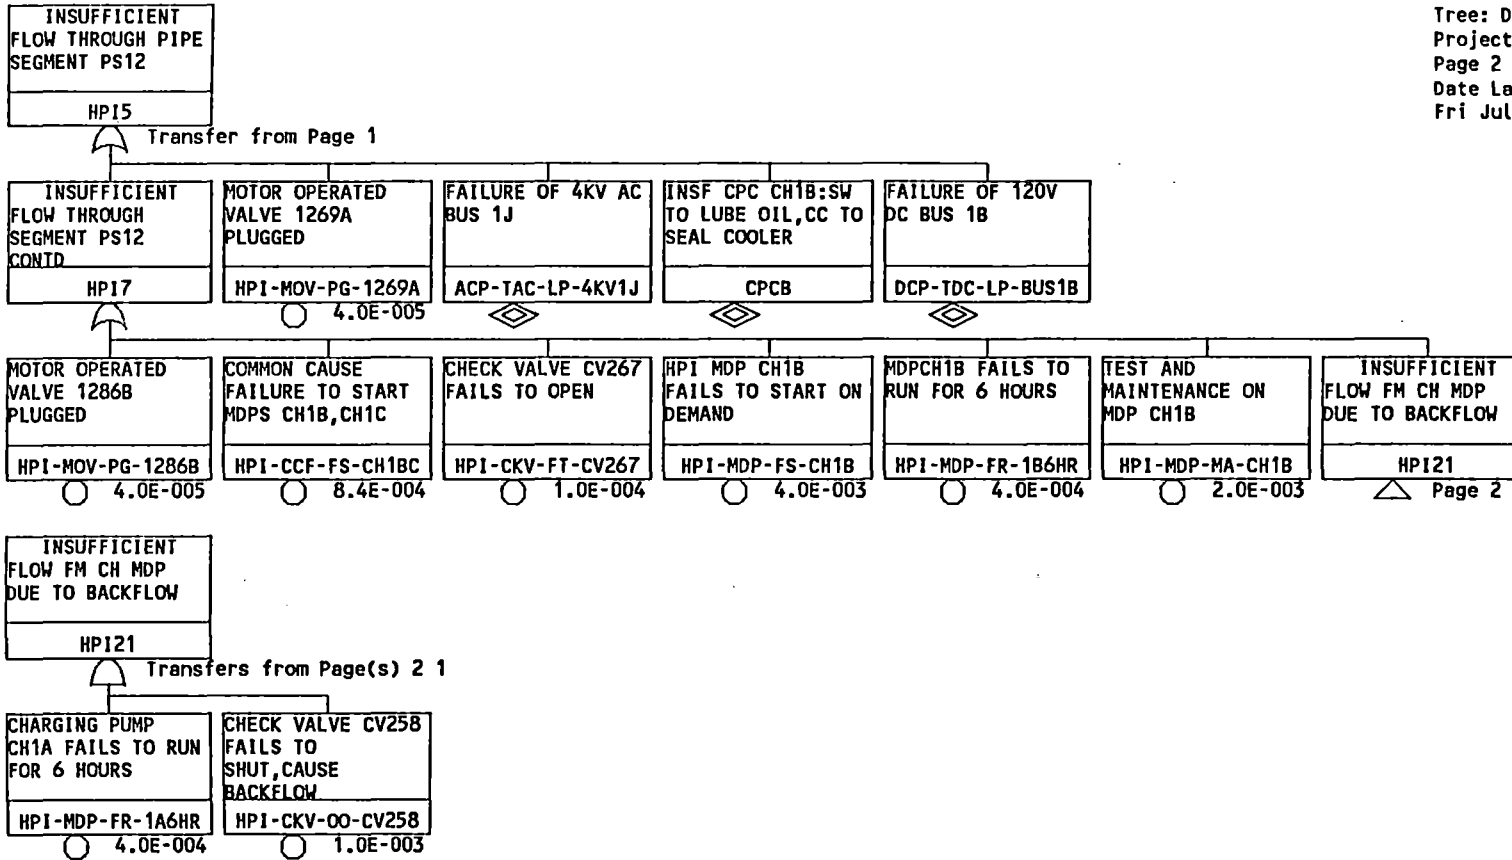 INSUFFICIENT
FLOW THROUGH PIPE
SEGMENT PS12
HPI5
Transfer from Page 1
Tree: D
Project
Page 2
Date La
Fri Jul
INSUFFICIENT
FLOW THROUGH
SEGMENT PS12
CONTD
HPI7
MOTOR OPERATED
VALVE 1269A
PLUGGED
HPI-MOV-PG-1269A
4.0E-005
FAILURE OF 4KV AC
BUS 1J
ACP-TAC-LP-4KV1J
INSF CPC CH1B:SW
TO LUBE OIL,CC TO
SEAL COOLER
CPCB
FAILURE OF 120V
DC BUS 1B
DCP-TDC-LP-BUS1B
MOTOR OPERATED
VALVE 1286B
PLUGGED
HPI-MOV-PG-1286B
4.0E-005
COMMON CAUSE
FAILURE TO START
MDPS CH1B,CH1C
HPI-CCF-FS-CH1BC
8.4E-004
CHECK VALVE CV267
FAILS TO OPEN
HPI-CKV-FT-CV267
1.0E-004
HPI MDP CH1B
FAILS TO START ON
DEMAND
HPI-MDP-FS-CH1B
4.0E-003
MDPCH1B FAILS TO
RUN FOR 6 HOURS
HPI-MDP-FR-1B6HR
4.0E-004
TEST AND
MAINTENANCE ON
MDP CH1B
HPI-MDP-MA-CH1B
2.0E-003
INSUFFICIENT
FLOW FM CH MDP
DUE TO BACKFLOW
HPI21
Page 2
INSUFFICIENT
FLOW FM CH MDP
DUE TO BACKFLOW
HPI21
Transfers from Page(s) 2 1
CHARGING PUMP
CH1A FAILS TO RUN
FOR 6 HOURS
HPI-MDP-FR-1A6HR
4.0E-004
CHECK VALVE CV258
FAILS TO
SHUT,CAUSE
BACKFLOW
HPI-CKV-OO-CV258
1.0E-003